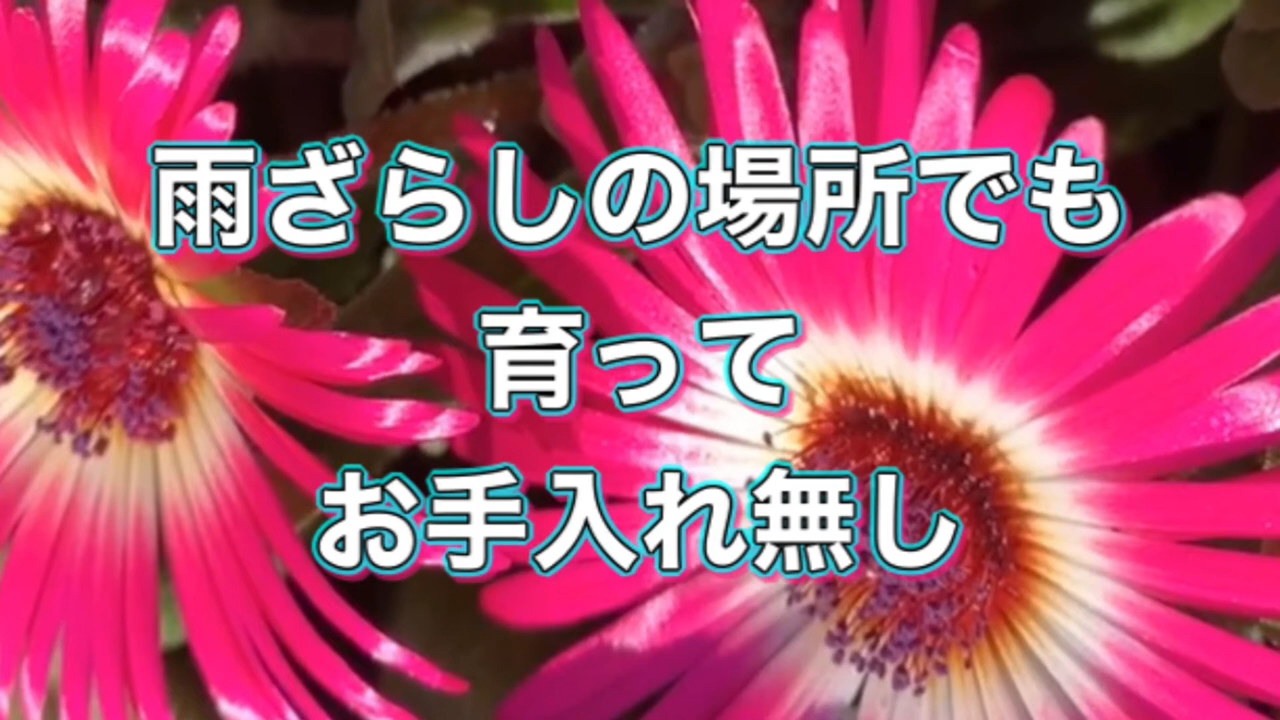 雨ざらしの場所でも
育って
お手入れ無し